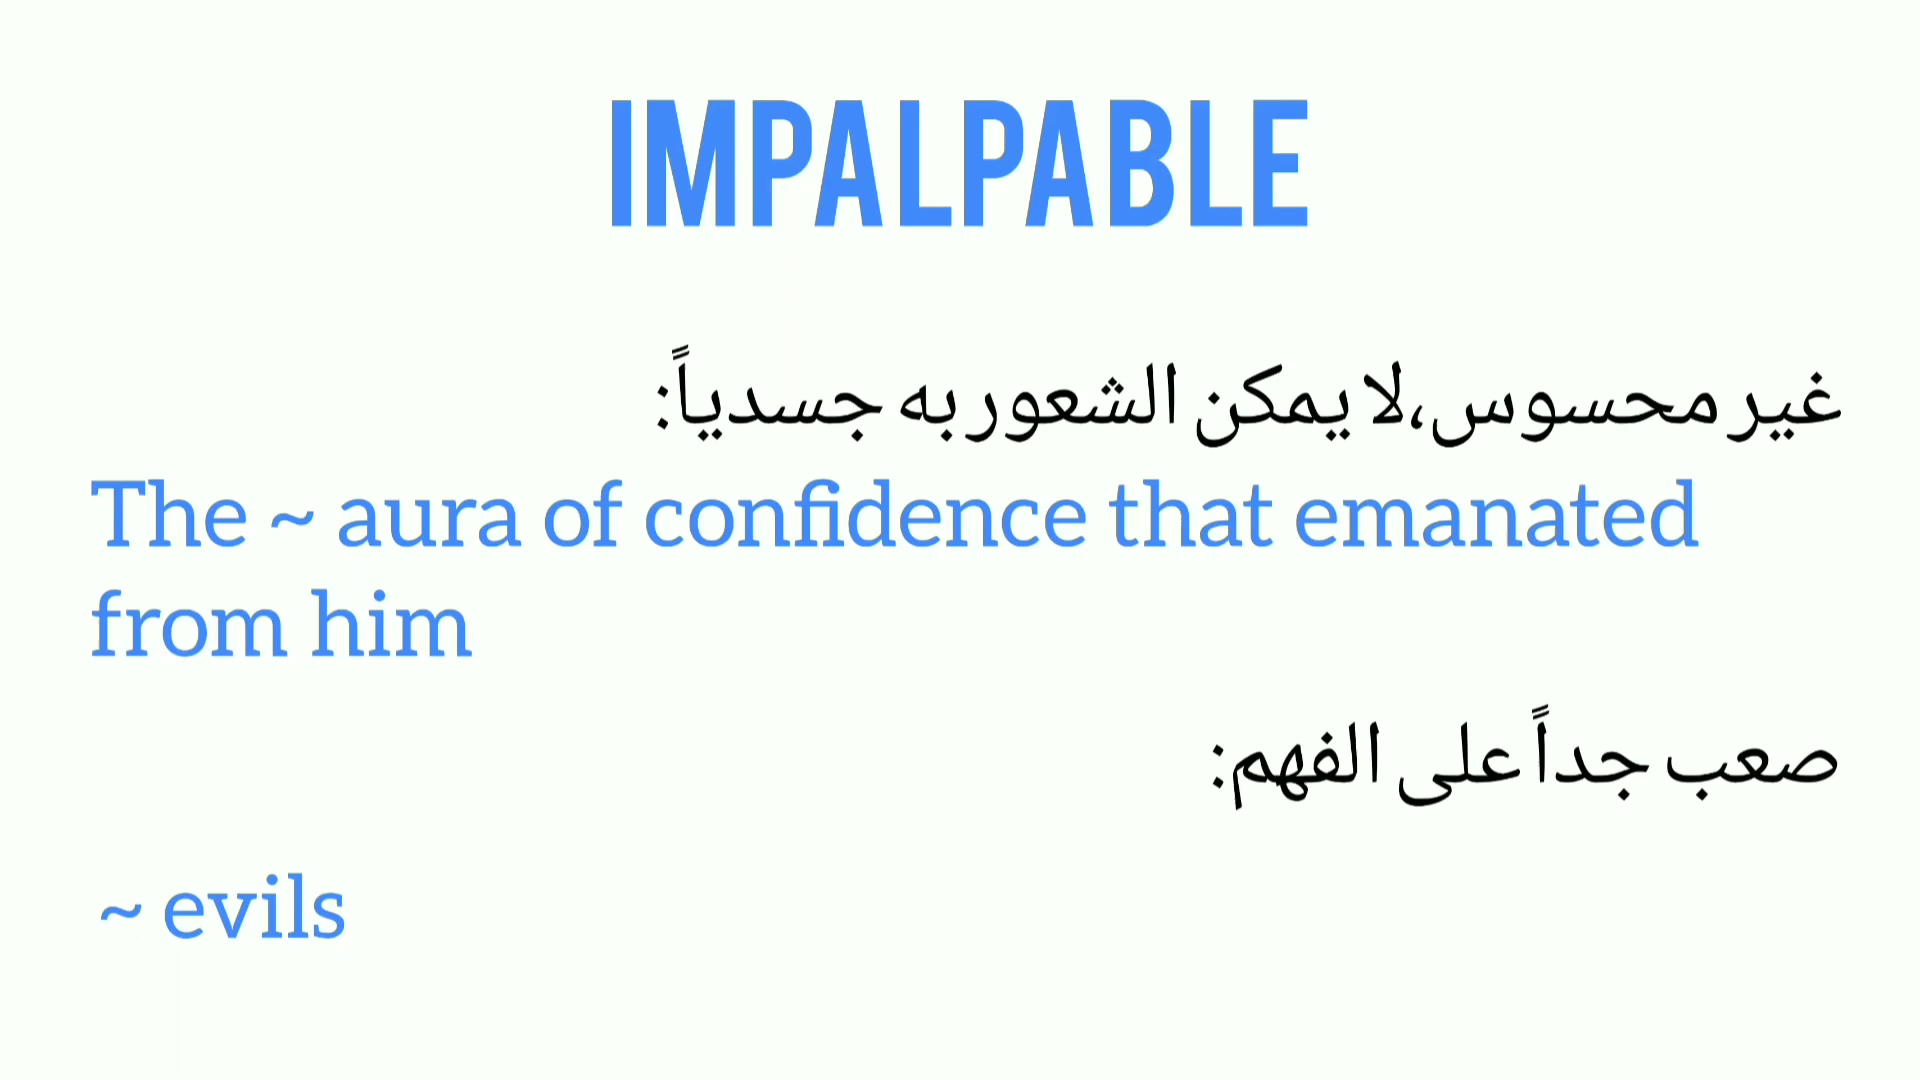 IMPALPABLE
غير محسوس،لا يمكن الشعور به جسدياً:
The ~ aura of confidence that emanated
from him
صعب جداً على الفهم:
~ evils